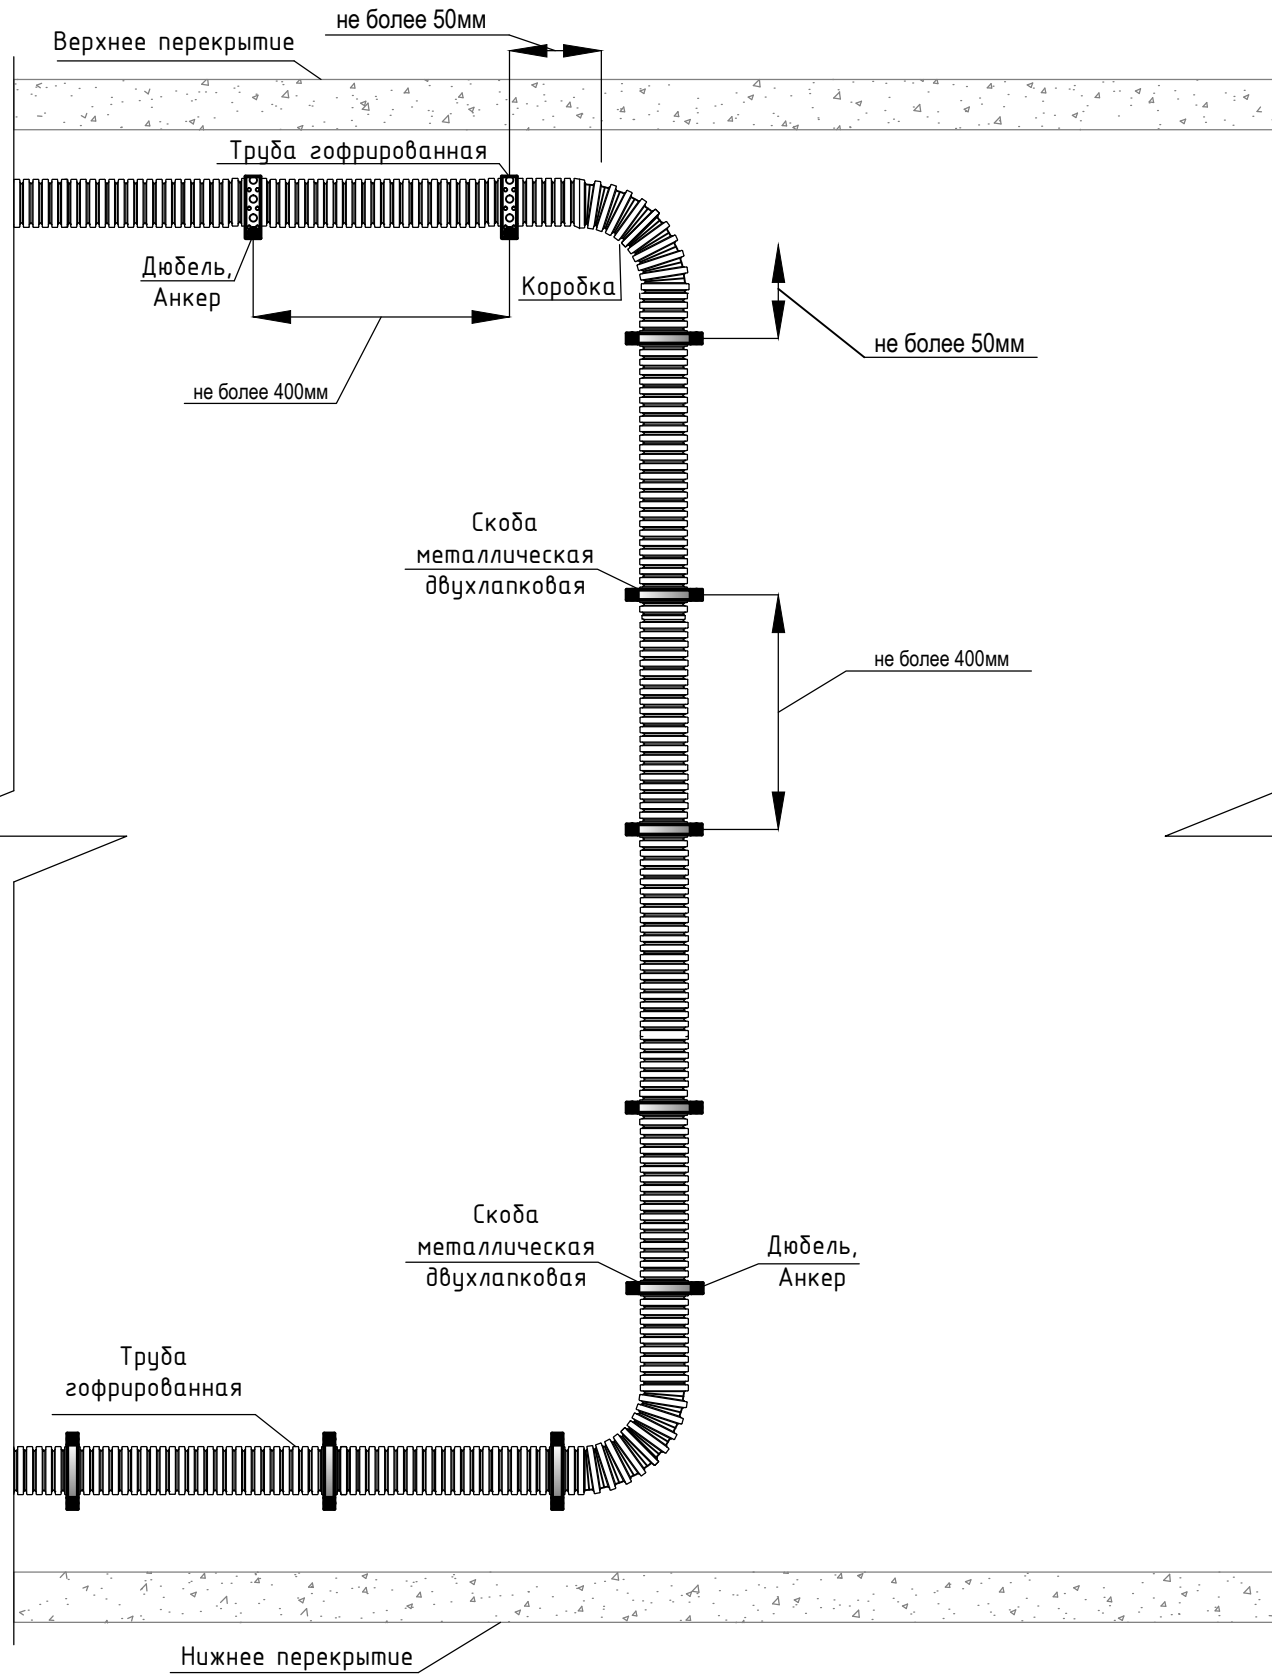 не более 50мм
Верхнее перекрытие
Труба гофрированная
Дюбель,
Анкер
Коробка
не более 50мм
не более 400мм
Скоба
металлическая
двухлапковая
не более 400мм
Скоба
металлическая
двухлапковая
Дюбель,
Анкер
Труба
гофрированная
Нижнее перекрытие